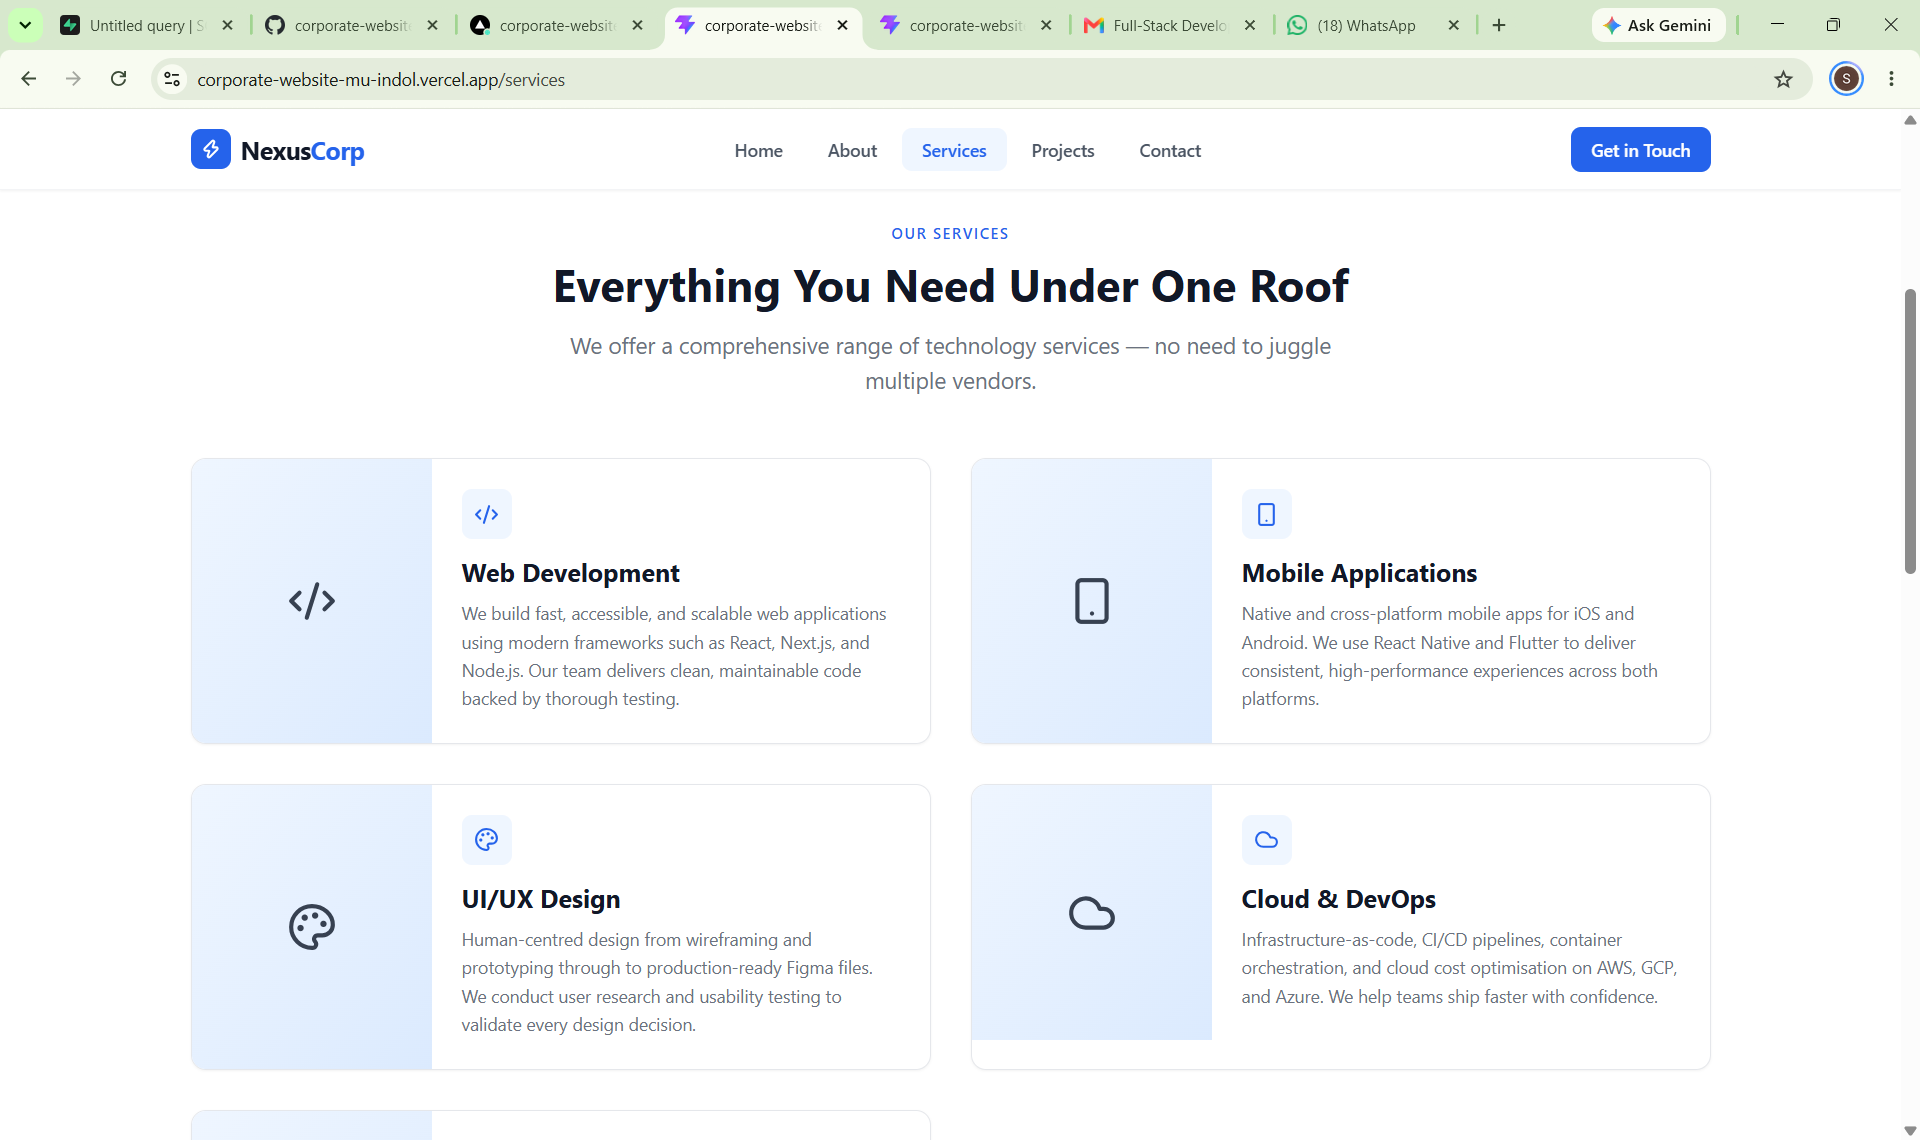 Untitled query | S
corporate-website
corporate-website
corporate-website
corporate-website
Full-Stack Develo
(18) WhatsApp
Ask Gemini
corporate-website-mu-indol.vercel.app/services
S
NexusCorp
Home
About
Services
Projects
Contact
Get in Touch
OUR SERVICES
Everything You Need Under One Roof
We offer a comprehensive range of technology services — no need to juggle
multiple vendors.
Web Development
We build fast, accessible, and scalable web applications
using modern frameworks such as React, Next.js, and
Node.js. Our team delivers clean, maintainable code
backed by thorough testing.
Mobile Applications
Native and cross-platform mobile apps for iOS and
Android. We use React Native and Flutter to deliver
consistent, high-performance experiences across both
platforms.
UI/UX Design
Human-centred design from wireframing and
prototyping through to production-ready Figma files.
We conduct user research and usability testing to
validate every design decision.
Cloud & DevOps
Infrastructure-as-code, CI/CD pipelines, container
orchestration, and cloud cost optimisation on AWS, GCP,
and Azure. We help teams ship faster with confidence.